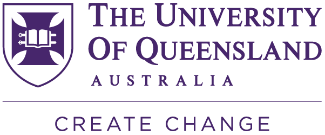 THE UNIVERSITY
OF QUEENSLAND
AUSTRALIA
CREATE CHANGE